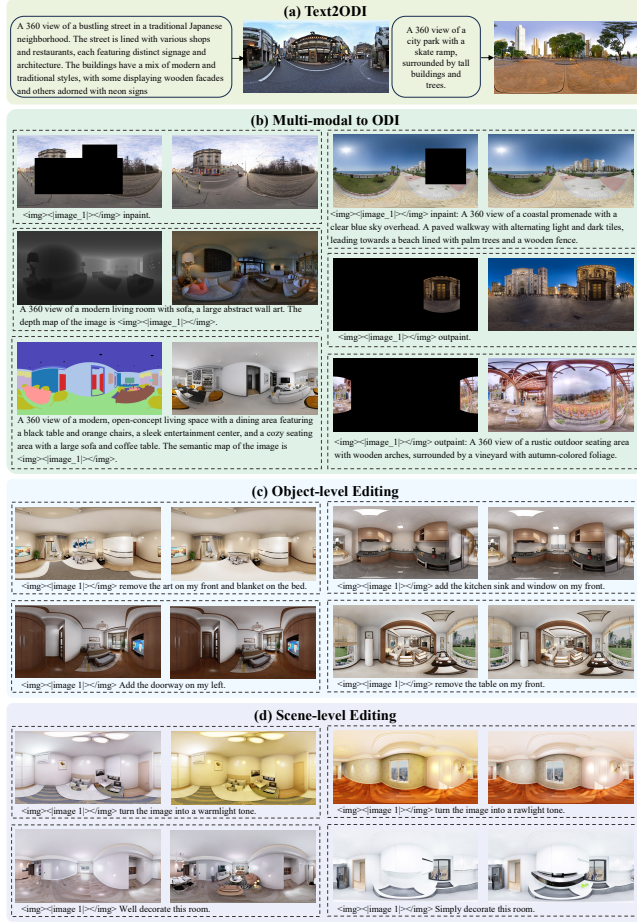 (a) Text2ODI
A 360 view of a bustling street in a traditional Japanese
neighborhood. The street is lined with various shops
and restaurants, each featuring distinct signage and
architecture. The buildings have a mix of modern and
traditional styles, with some displaying wooden facades
and others adorned with neon signs
A 360 view of a
city park with a
skate ramp,
surrounded by tall
buildings and
trees.
(b) Multi-modal to ODI
<img><|image_1|></img> inpaint.
<img><|image_1|></img> inpaint: A 360 view of a coastal promenade with a
clear blue sky overhead. A paved walkway with alternating light and dark tiles,
leading towards a beach lined with palm trees and a wooden fence.
A 360 view of a modern living room with sofa, a large abstract wall art. The
depth map of the image is <img><|image_1|></img>.
<img><|image_1|></img> outpaint.
A 360 view of a modern, open-concept living space with a dining area featuring
a black table and orange chairs, a sleek entertainment center, and a cozy seating
area with a large sofa and coffee table. The semantic map of the image is
<img><|image_1|></img>.
<img><|image_1|></img> outpaint: A 360 view of a rustic outdoor seating area
with wooden arches, surrounded by a vineyard with autumn-colored foliage.
(c) Object-level Editing
<img><|image 1|></img> remove the art on my front and blanket on the bed.
<img><|image 1|></img> add the kitchen sink and window on my front.
<img><|image 1|></img> Add the doorway on my left.
<img><|image 1|></img> remove the table on my front.
(d) Scene-level Editing
<img><|image 1|></img> turn the image into a warmlight tone.
<img><|image 1|></img> turn the image into a rawlight tone.
<img><|image 1|></img> Well decorate this room.
<img><|image 1|></img> Simply decorate this room.